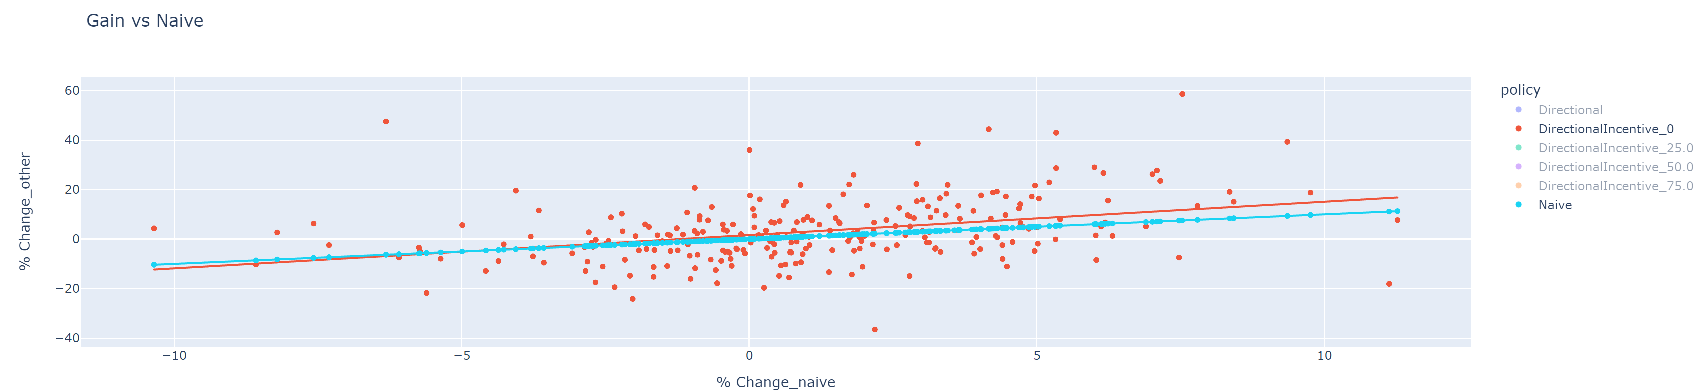 Gain vs Naive
% Change_other
60
40
20
0
−20
−40
−10
−5
0
5
10
% Change_naive
policy
Directional
DirectionalIncentive_0
DirectionalIncentive_25.0
DirectionalIncentive_50.0
DirectionalIncentive_75.0
Naive